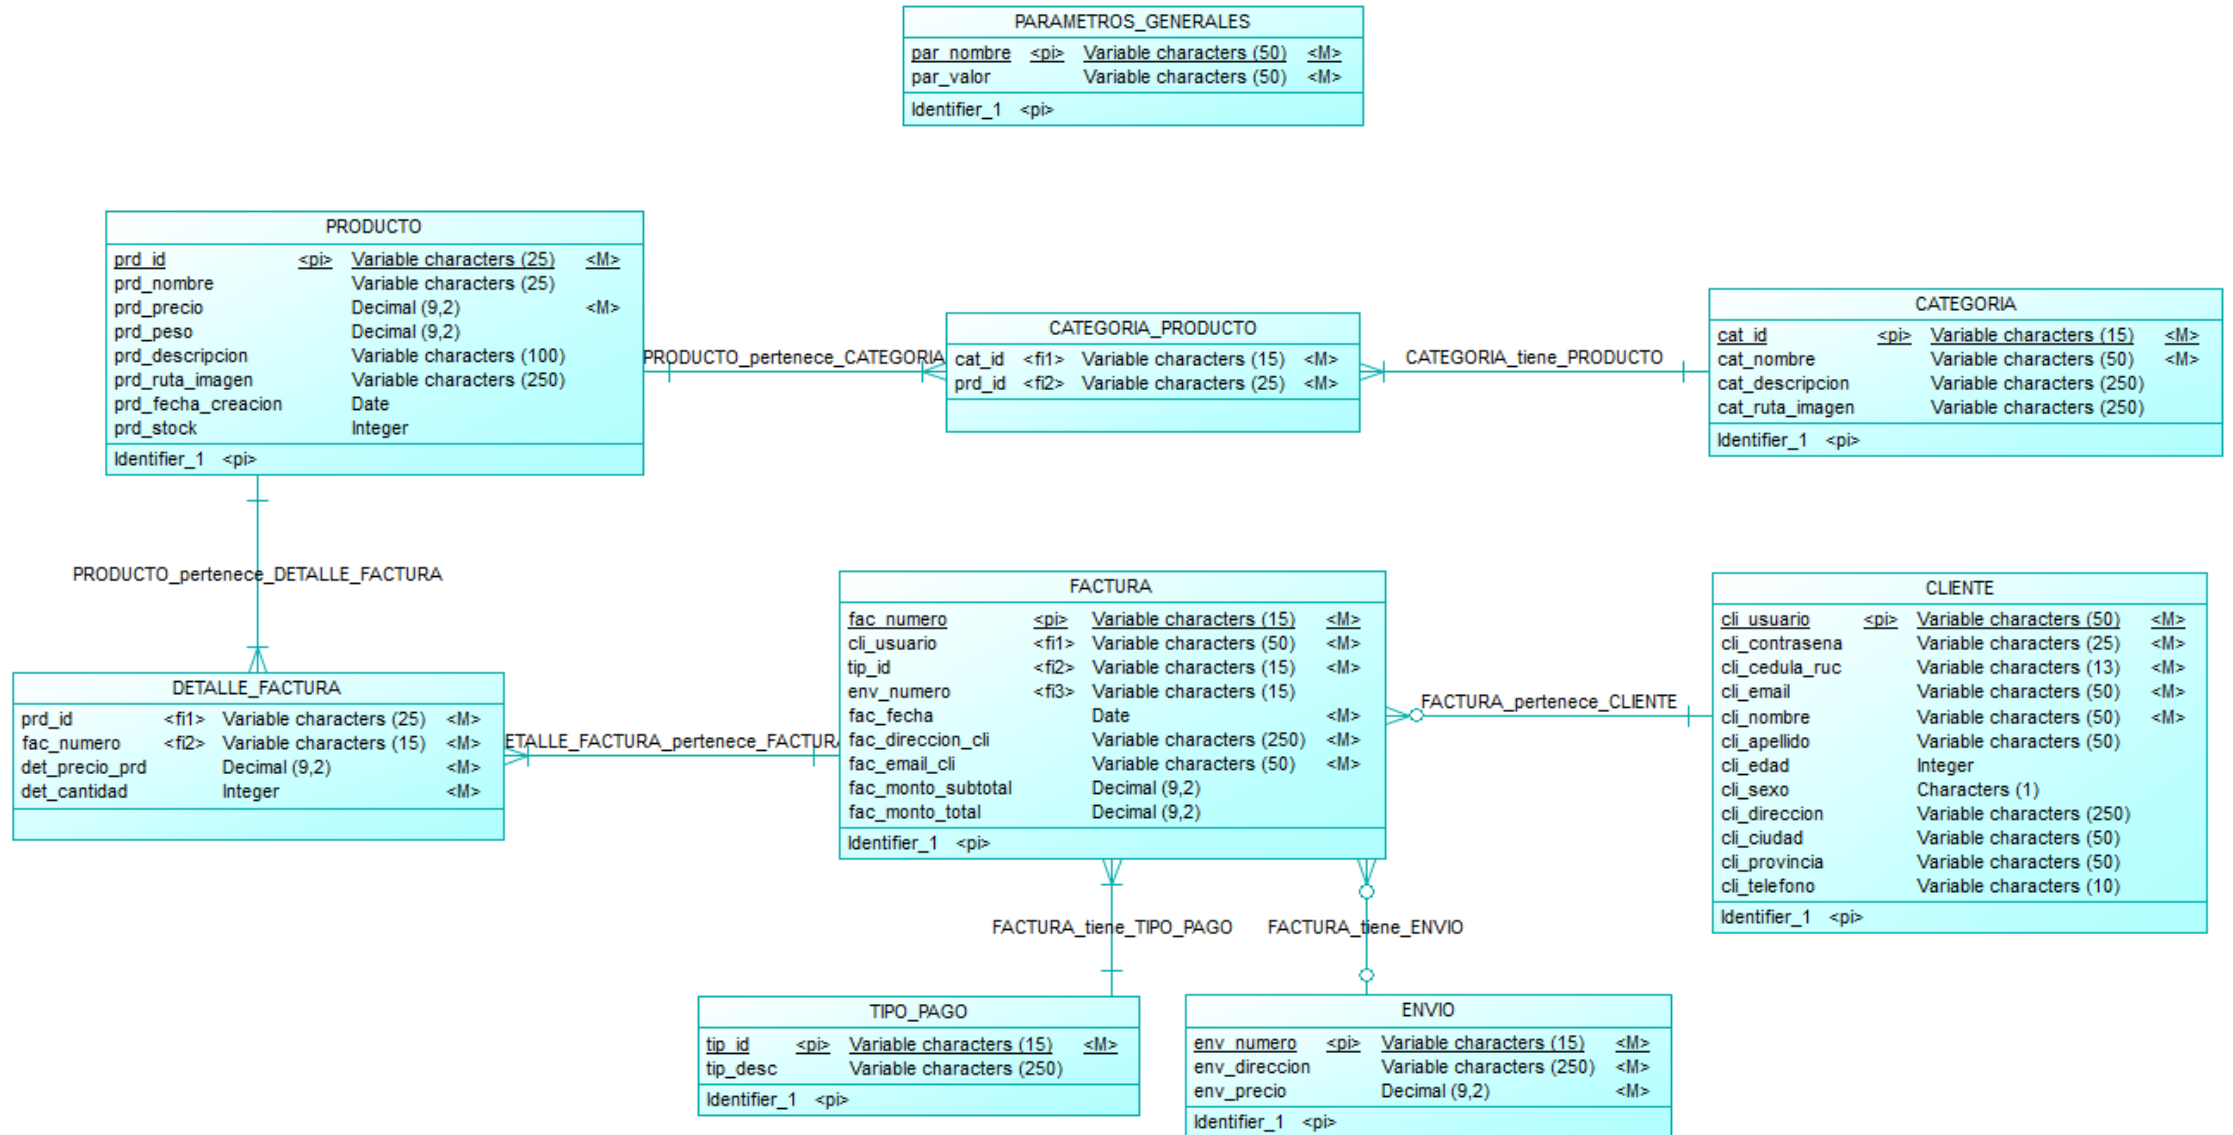 PARAMETROS_GENERALES
par_nombre <pi> Variable characters (50) <M>
par_valor Variable characters (50) <M>
Identifier_1 <pi>
PRODUCTO
prd_id <pi> Variable characters (25) <M>
prd_nombre Variable characters (25)
prd_precio Decimal (9,2) <M>
prd_peso Decimal (9,2)
prd_descripcion Variable characters (100)
prd_ruta_imagen Variable characters (250)
prd_fecha_creacion Date
prd_stock Integer
Identifier_1 <pi>
PRODUCTO_pertenece_CATEGORIA
CATEGORIA_PRODUCTO
cat_id <fi1> Variable characters (15) <M>
prd_id <fi2> Variable characters (25) <M>
CATEGORIA_tiene_PRODUCTO
CATEGORIA
cat_id <pi> Variable characters (15) <M>
cat_nombre Variable characters (50) <M>
cat_descripcion Variable characters (250)
cat_ruta_imagen Variable characters (250)
Identifier_1 <pi>
PRODUCTO_pertenece_DETALLE_FACTURA
DETALLE_FACTURA
prd_id <fi1> Variable characters (25) <M>
fac_numero <fi2> Variable characters (15) <M>
det_precio_prd Decimal (9,2) <M>
det_cantidad Integer <M>
ETALLE_FACTURA_pertenece_FACTUR
FACTURA
fac_numero <pi> Variable characters (15) <M>
cli_usuario <fi1> Variable characters (50) <M>
tip_id <fi2> Variable characters (15) <M>
env_numero <fi3> Variable characters (15)
fac_fecha Date <M>
fac_direccion_cli Variable characters (250) <M>
fac_email_cli Variable characters (50) <M>
fac_monto_subtotal Decimal (9,2)
fac_monto_total Decimal (9,2)
Identifier_1 <pi>
FACTURA_pertenece_CLIENTE
CLIENTE
cli_usuario <pi> Variable characters (50) <M>
cli_contrasena Variable characters (25) <M>
cli_cedula_ruc Variable characters (13) <M>
cli_email Variable characters (50) <M>
cli_nombre Variable characters (50) <M>
cli_apellido Variable characters (50)
cli_edad Integer
cli_sexo Characters (1)
cli_direccion Variable characters (250)
cli_ciudad Variable characters (50)
cli_provincia Variable characters (50)
cli_telefono Variable characters (10)
Identifier_1 <pi>
FACTURA_tiene_TIPO_PAGO
FACTURA_tiene_ENVIO
TIPO_PAGO
tip_id <pi> Variable characters (15) <M>
tip_desc Variable characters (250)
Identifier_1 <pi>
ENVIO
env_numero <pi> Variable characters (15) <M>
env_direccion Variable characters (250) <M>
env_precio Decimal (9,2) <M>
Identifier_1 <pi>